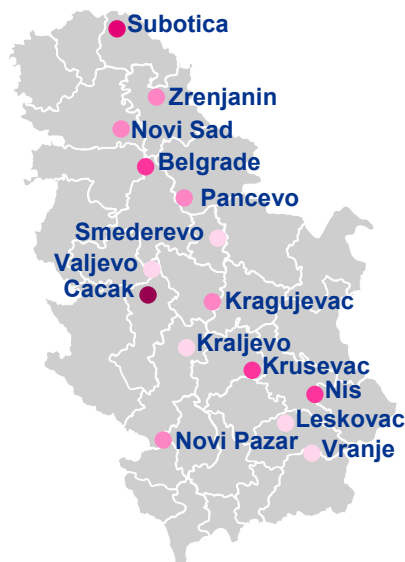 Subotica
Zrenjanin
Novi Sad
Belgrade
Pancevo
Smederevo
Valjevo
Cacak
Kragujevac
Kraljevo
Krusevac
Nis
Leskovac
Novi Pazar
Vranje